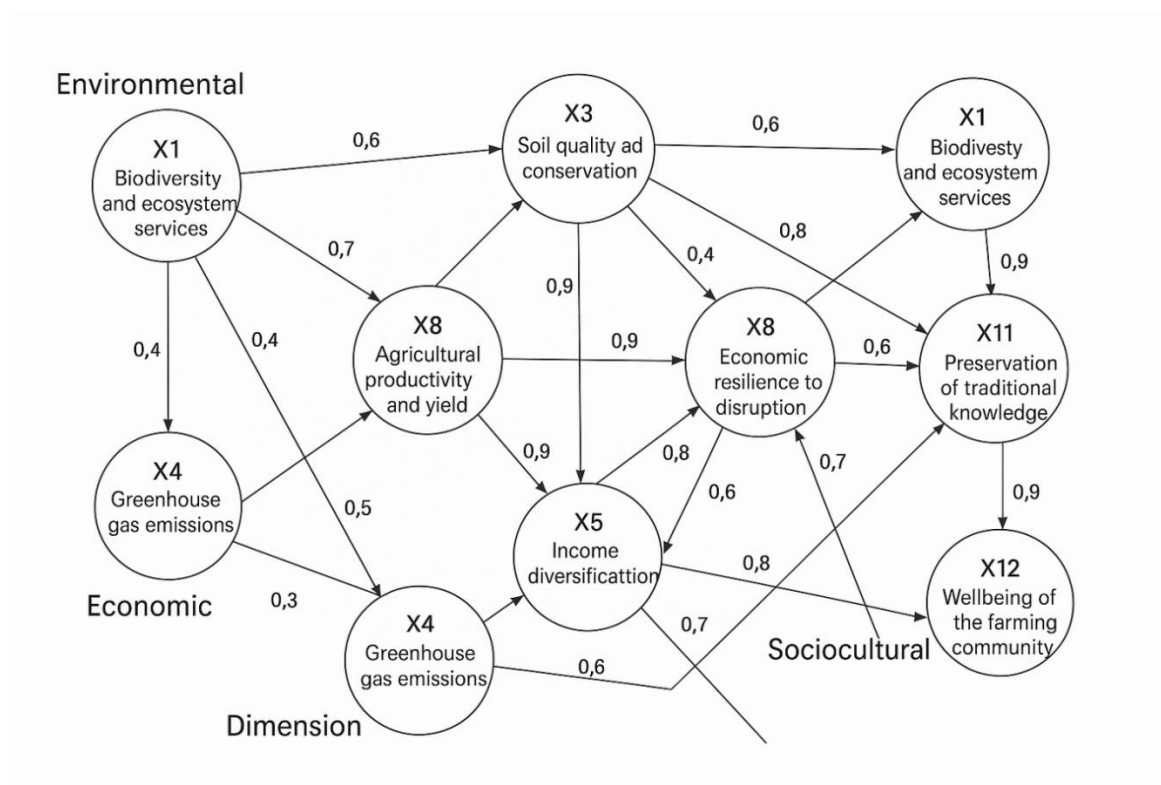 Environmental
X1
Biodiversity
and ecosystem
services
0,6
X3
Soil quality ad
conservation
0,6
X1
Biodivesty
and ecosystem
services
0,7
0,8
0,4
0,9
0,9
0,4
0,4
X8
Agricultural
productivity
and yield
0,9
X8
Economic
resilience to
disruption
0,6
X11
Preservation
of traditional
knowledge
X4
Greenhouse
gas emissions
0,9
0,8
0,7
0,6
0,9
0,5
X5
Income
diversificattion
0,8
X12
Wellbeing of
the farming
community
Economic
0,3
X4
Greenhouse
gas emissions
0,7
0,6
Sociocultural
Dimension